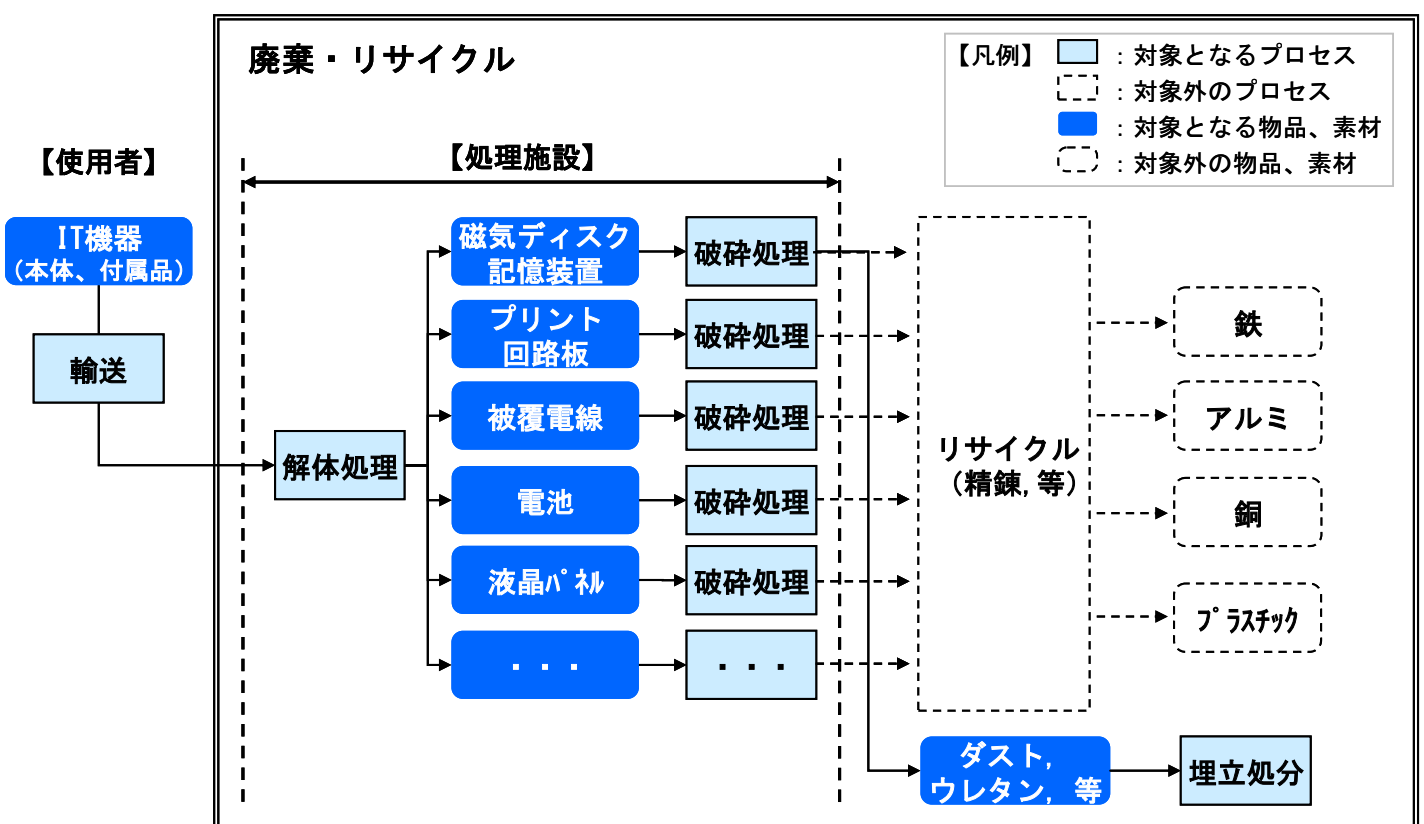 廃棄・リサイクル
【凡例】
：対象となるプロセス
：対象外のプロセス
：対象となる物品、素材
：対象外の物品、素材
【使用者】
【処理施設】
IT機器
（本体、付属品）
輸送
解体処理
磁気ディスク
記憶装置
破砕処理
プリント
回路板
破砕処理
被覆電線
破砕処理
電池
破砕処理
液晶ﾊﾟﾈﾙ
破砕処理
・・・
・・・
リサイクル
（精錬,等）
鉄
アルミ
銅
ﾌﾟﾗｽﾁｯｸ
ダスト,
ウレタン, 等
埋立処分